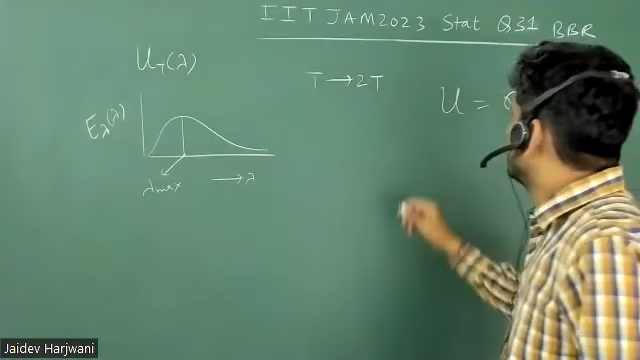 IIT JAM 2023 Stat Q31 BBR
U_T(λ)
T → 2T
U =
E_λ(λ)
λmax → λ
Jaidev Harjwani